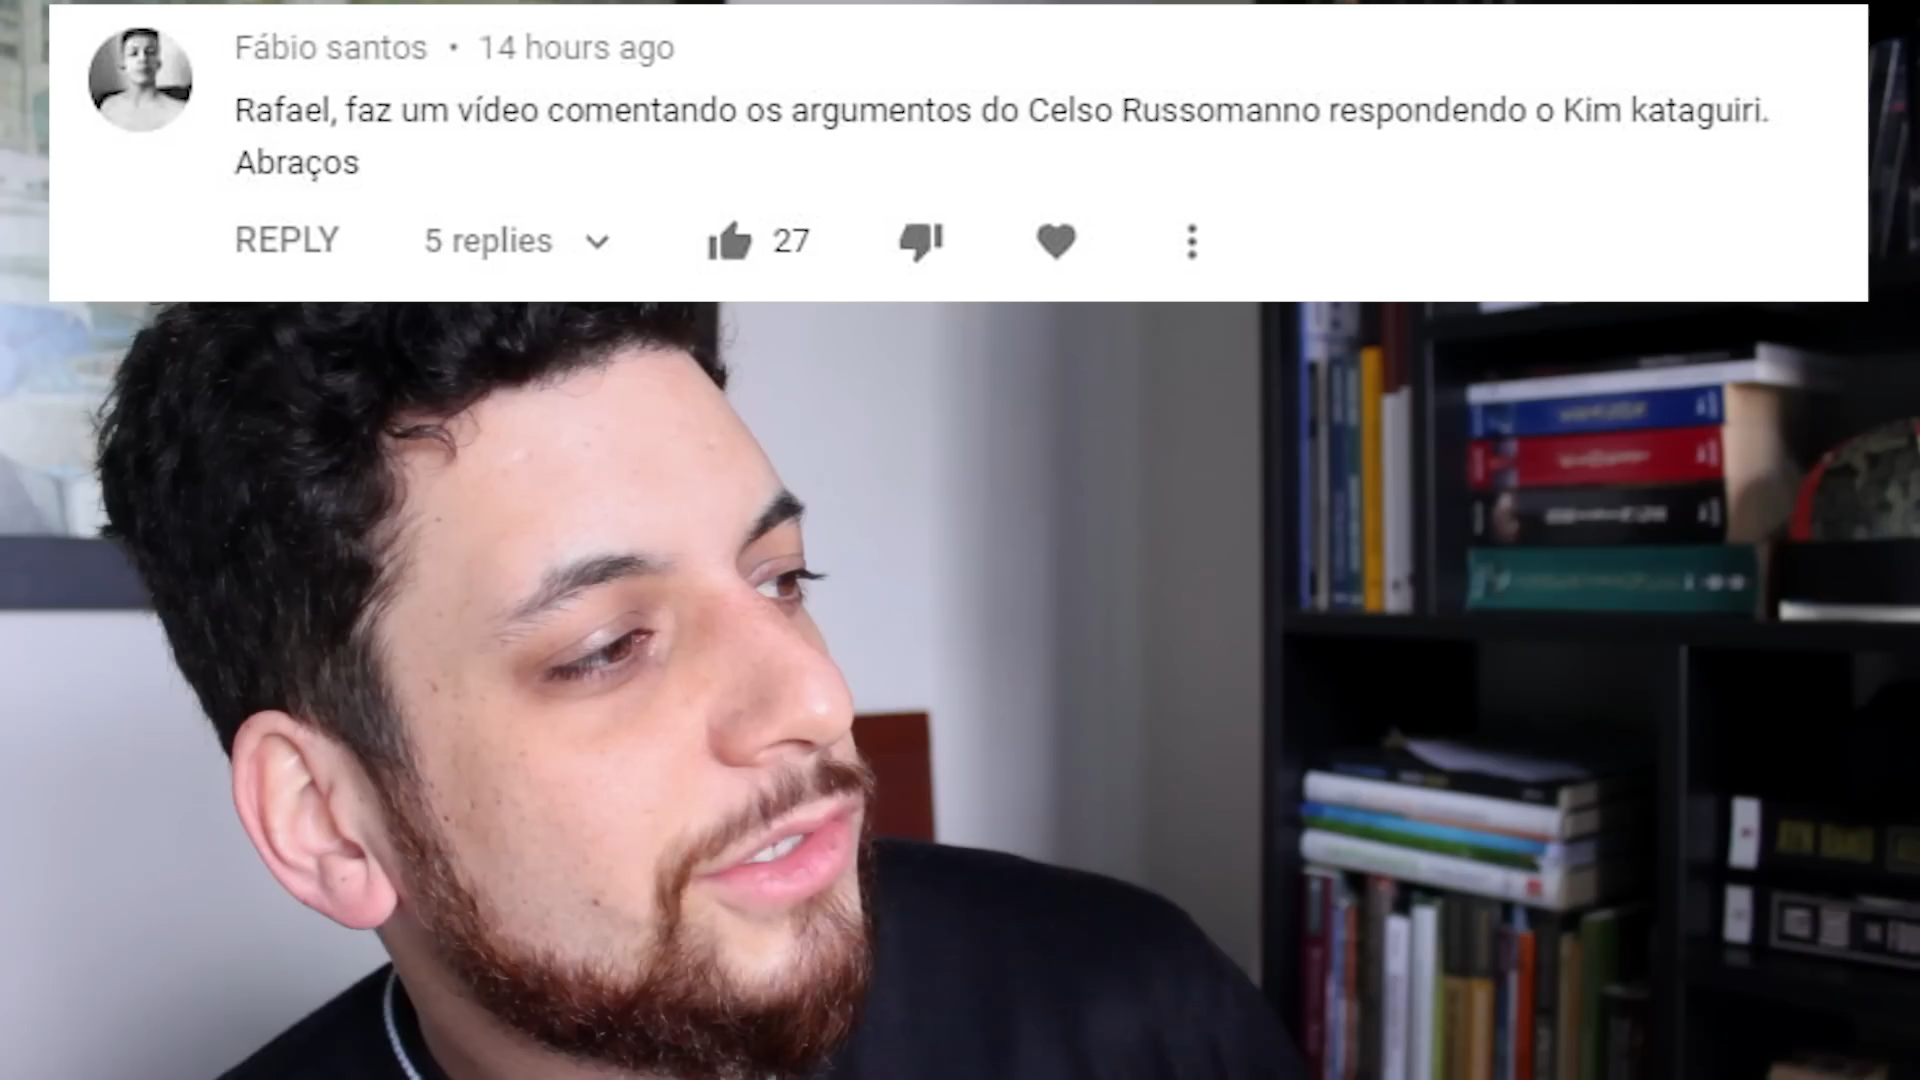 Fábio santos • 14 hours ago
Rafael, faz um vídeo comentando os argumentos do Celso Russomanno respondendo o Kim kataguiri.
Abraços
REPLY 5 replies 27